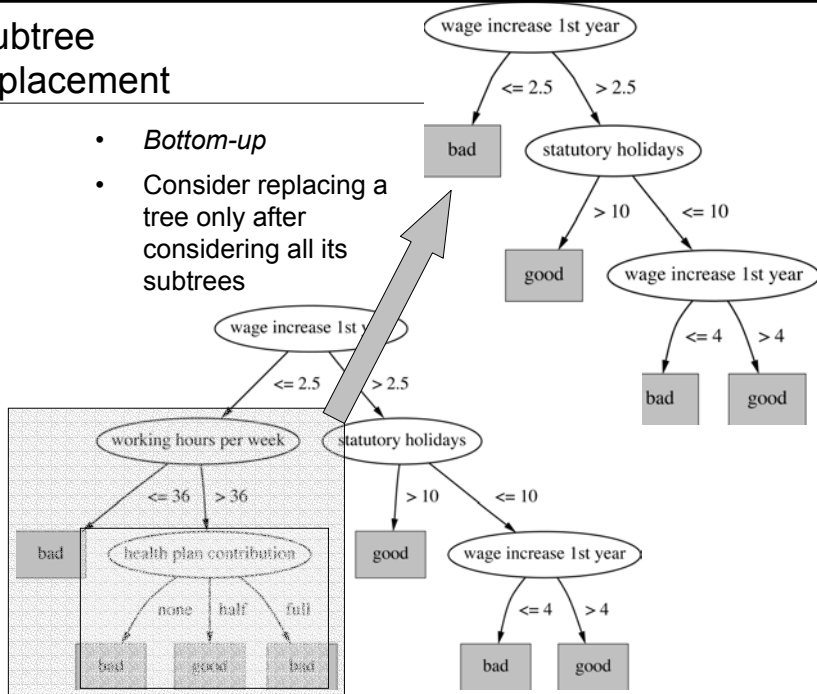 ubtree
placement
• Bottom-up
• Consider replacing a
tree only after
considering all its
subtrees
wage increase 1st year
<= 2.5 > 2.5
bad
statutory holidays
> 10 <= 10
good
wage increase 1st year
<= 4 > 4
bad good
wage increase 1st
<= 2.5 > 2.5
working hours per week
statutory holidays
<= 36 > 36
> 10 <= 10
bad
health plan contribution
good
wage increase 1st year
none half full
<= 4 > 4
bad good bad
bad good